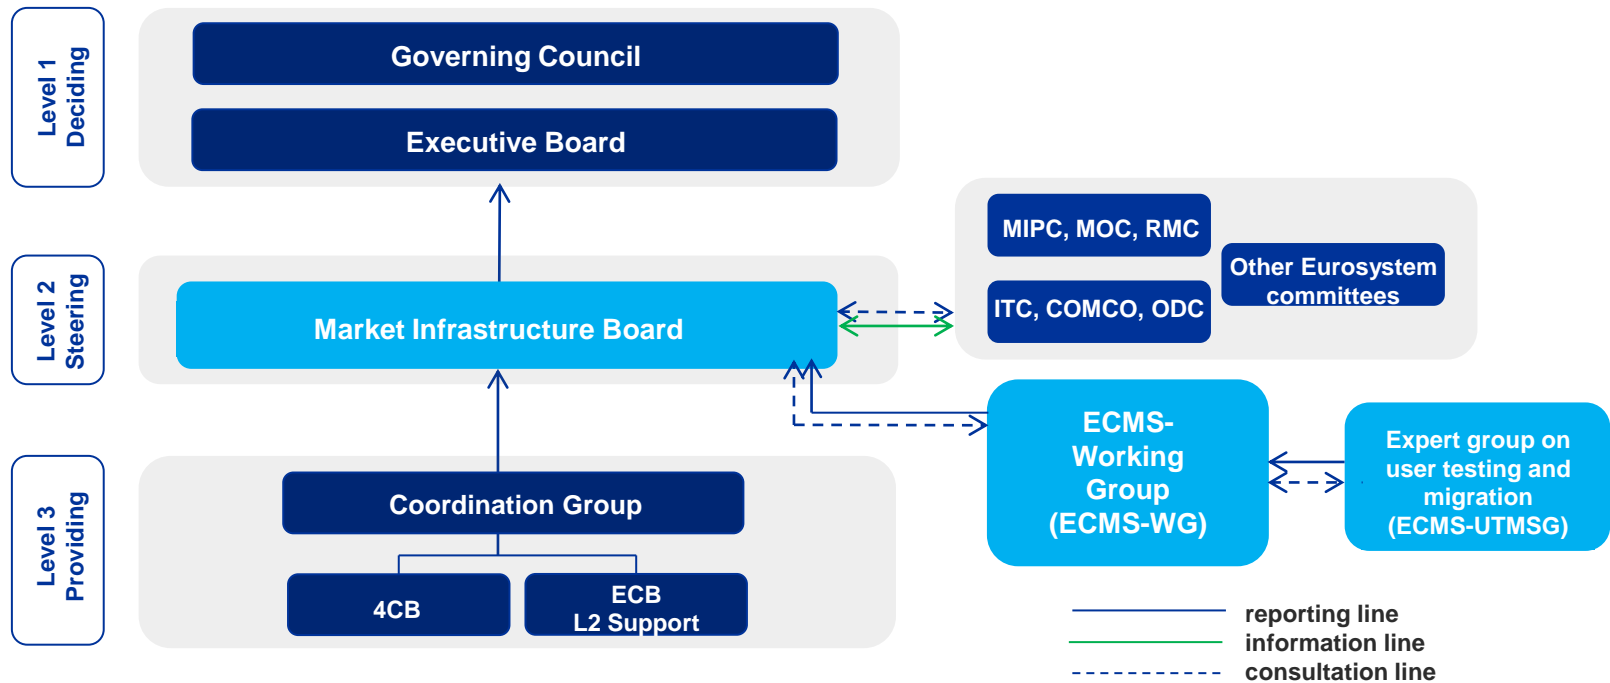 Level 1
Deciding
Governing Council
Executive Board
Level 2
Steering
Market Infrastructure Board
MIPC, MOC, RMC
ITC, COMCO, ODC
Other Eurosystem
committees
Level 3
Providing
Coordination Group
4CB
ECB
L2 Support
ECMS-
Working
Group
(ECMS-WG)
Expert group on
user testing and
migration
(ECMS-UTMSG)
reporting line
information line
consultation line